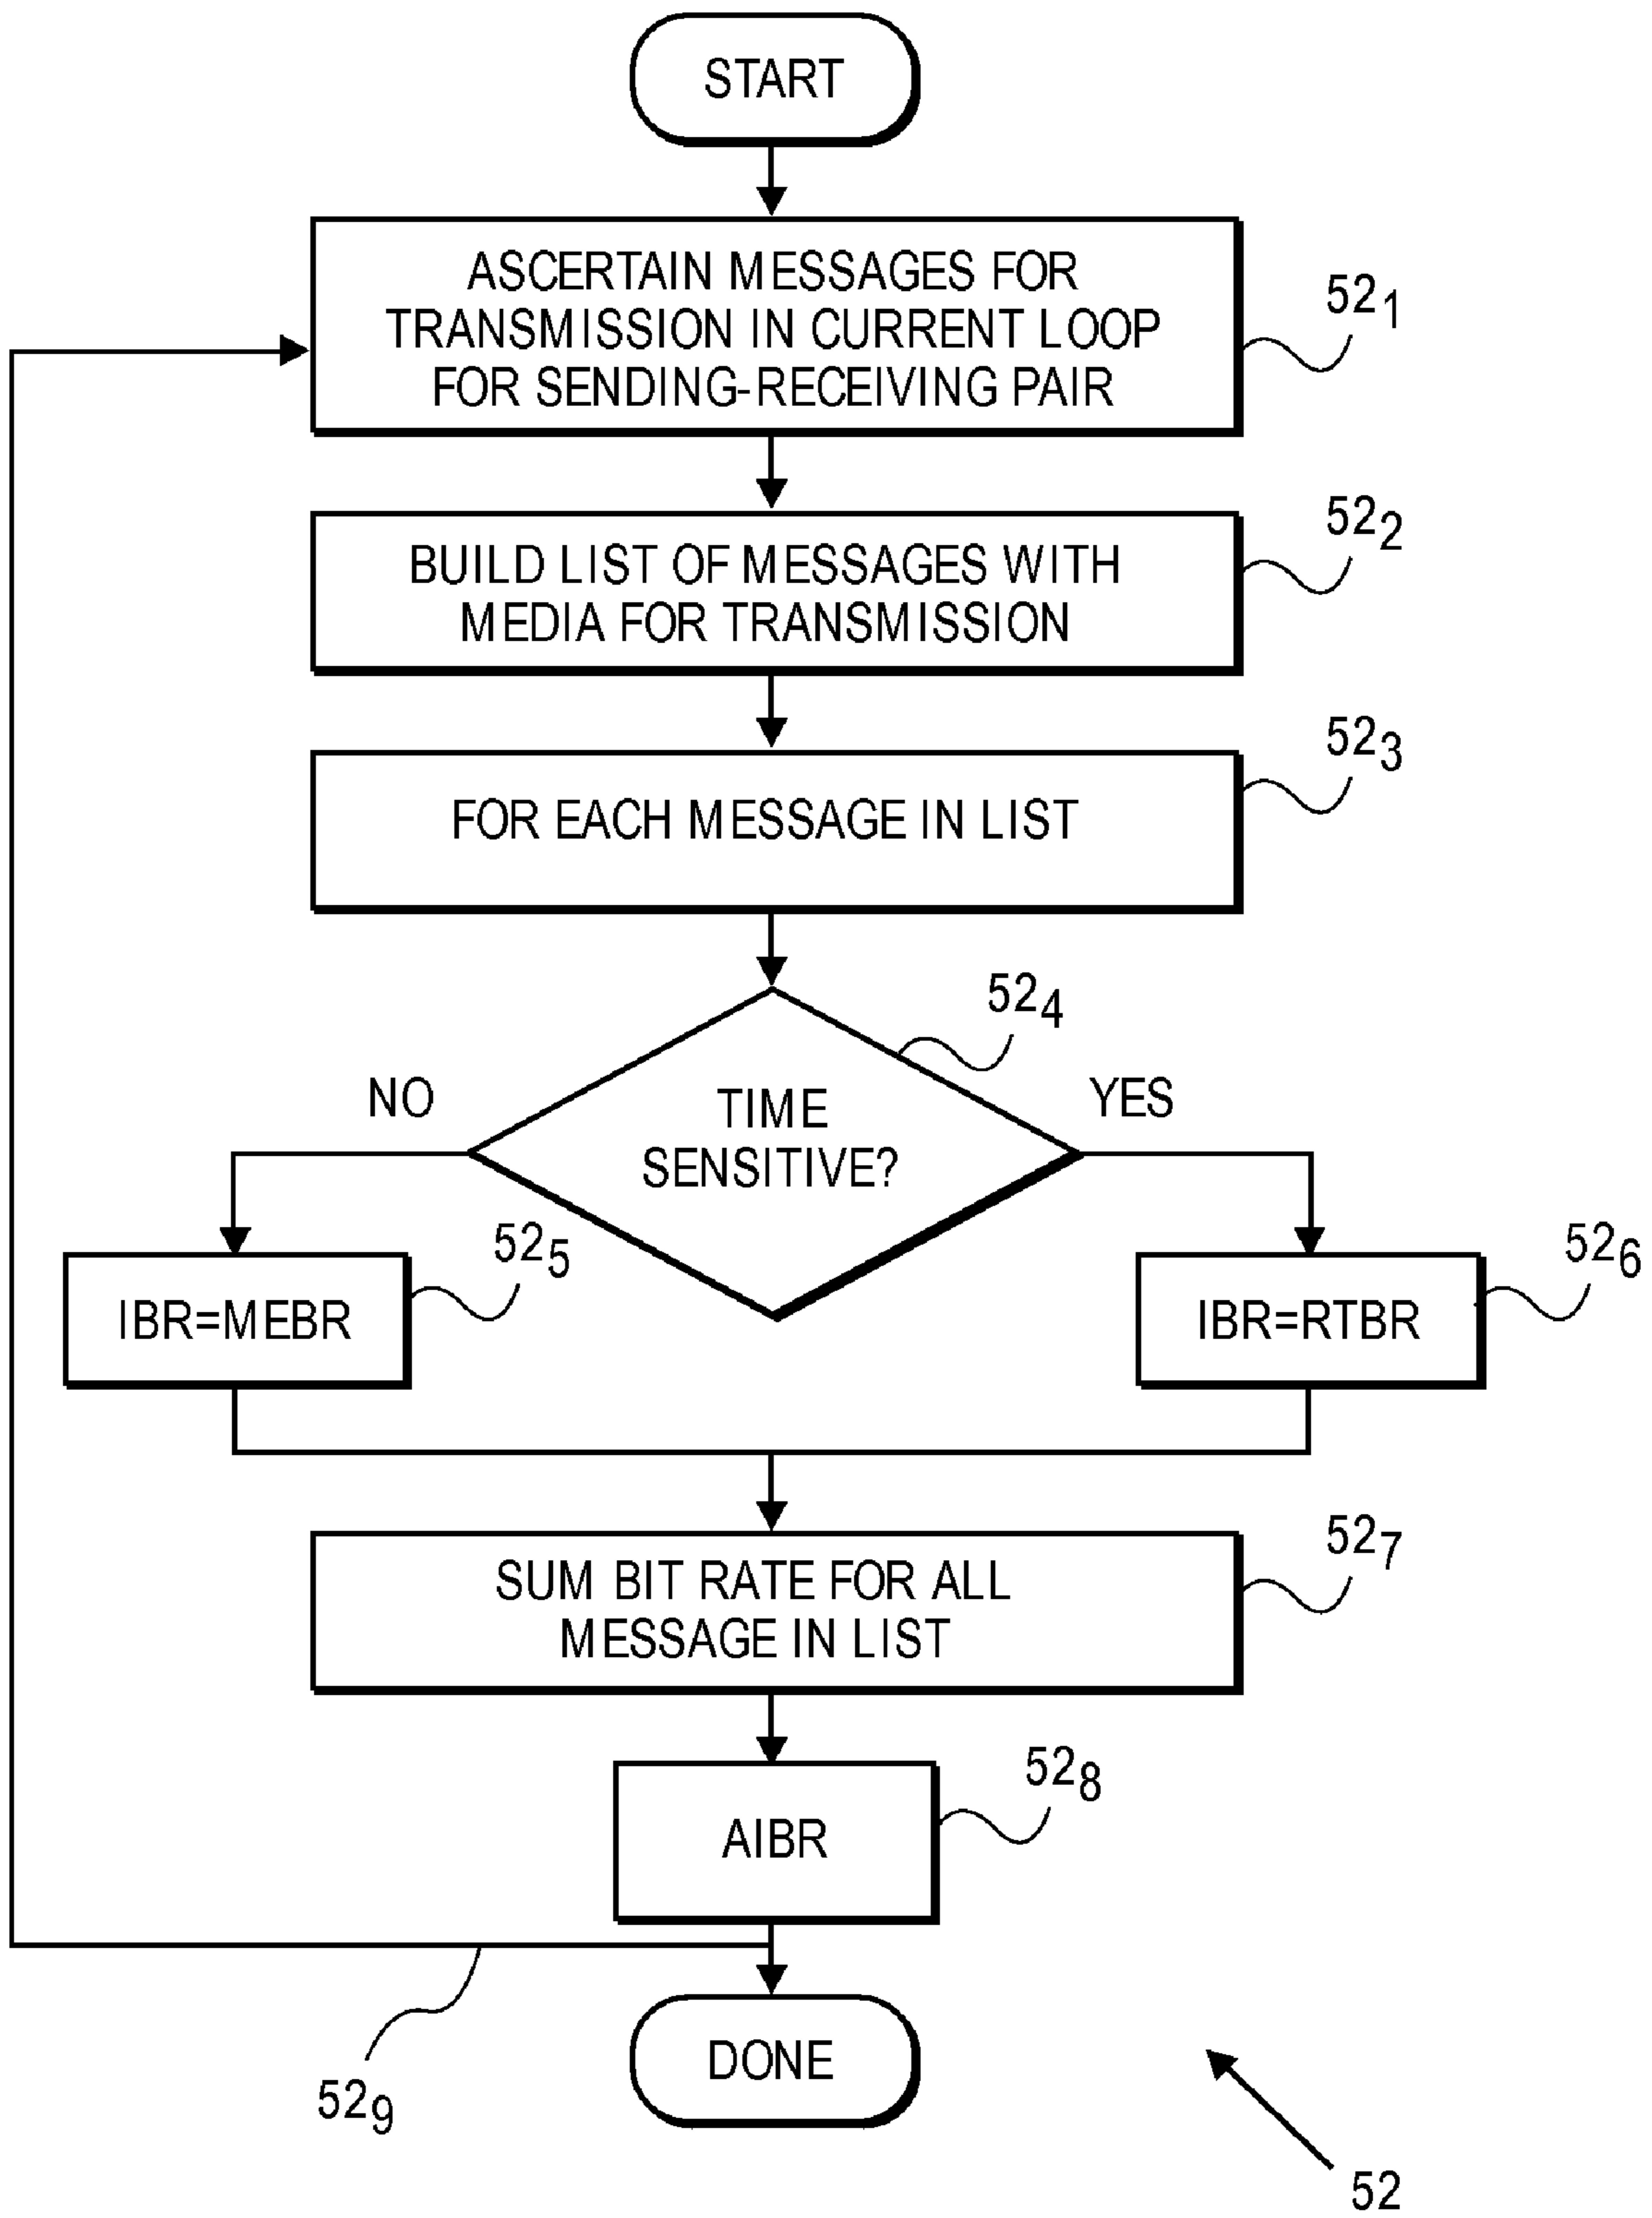 START
ASCERTAIN MESSAGES FOR
TRANSMISSION IN CURRENT LOOP
FOR SENDING-RECEIVING PAIR
52₁
BUILD LIST OF MESSAGES WITH
MEDIA FOR TRANSMISSION
52₂
FOR EACH MESSAGE IN LIST
52₃
TIME
SENSITIVE?
52₄
NO
YES
IBR=MEBR
52₅
IBR=RTBR
52₆
SUM BIT RATE FOR ALL
MESSAGE IN LIST
52₇
AIBR
52₈
52₉
DONE
52